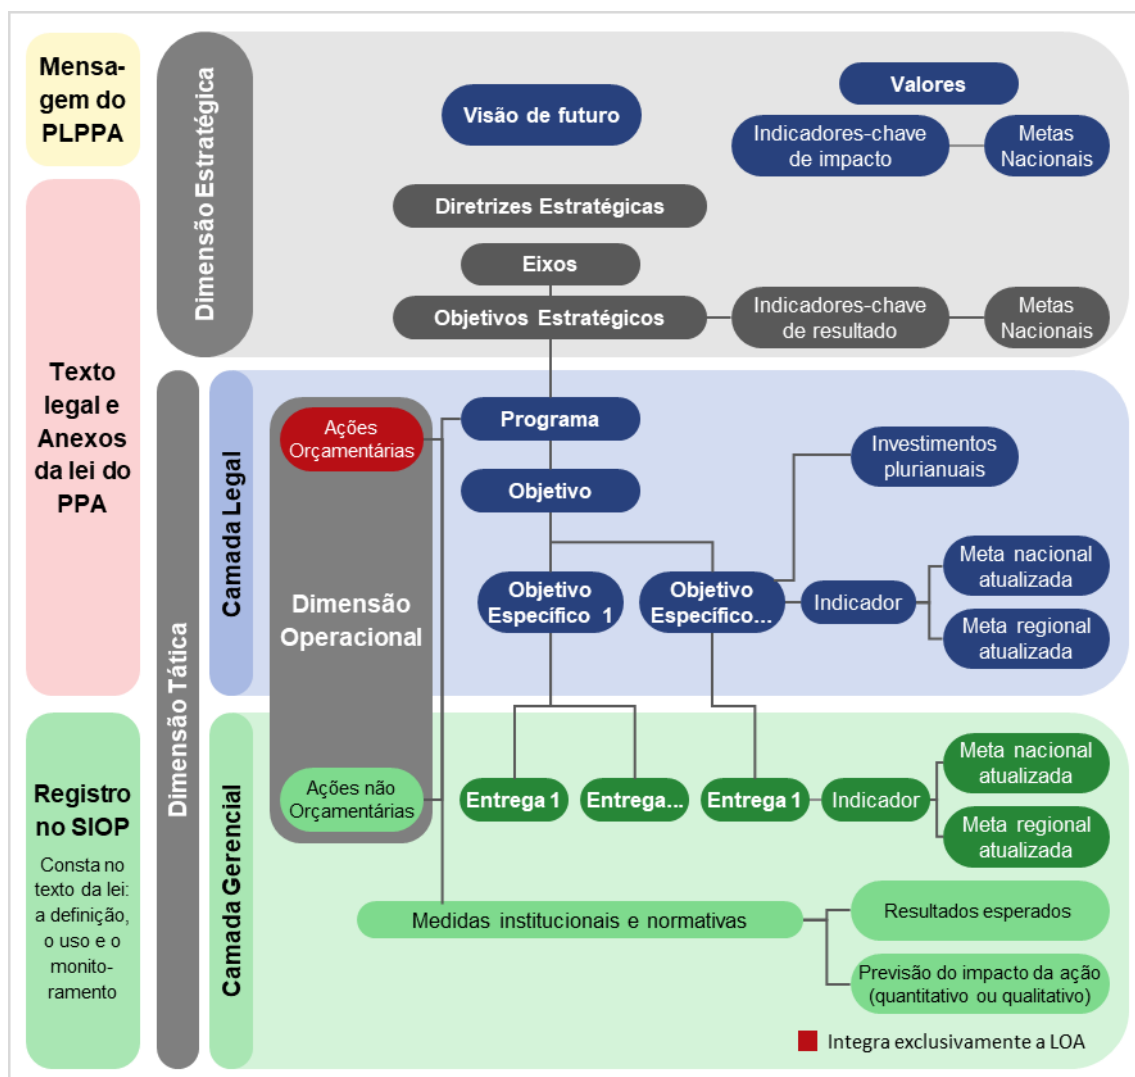 Mensa-
gem do
PLPPA
Texto
legal e
Anexos
da lei do
PPA
Registro
no SIOP
Consta no
texto da lei:
a definição,
o uso e o
monito-
ramento
Dimensão Estratégica
Visão de futuro
Valores
Indicadores-chave
de impacto
Metas
Nacionais
Diretrizes Estratégicas
Eixos
Objetivos Estratégicos
Indicadores-chave
de resultado
Metas
Nacionais
Dimensão Tática
Camada Legal
Ações
Orçamentárias
Dimensão
Operacional
Ações não
Orçamentárias
Programa
Objetivo
Investimentos
plurianuais
Objetivo
Específico 1
Objetivo
Específico...
Indicador
Meta nacional
atualizada
Meta regional
atualizada
Camada Gerencial
Entrega 1
Entrega...
Entrega 1
Indicador
Meta nacional
atualizada
Meta regional
atualizada
Medidas institucionais e normativas
Resultados esperados
Previsão do impacto da ação
(quantitativo ou qualitativo)
Integra exclusivamente a LOA